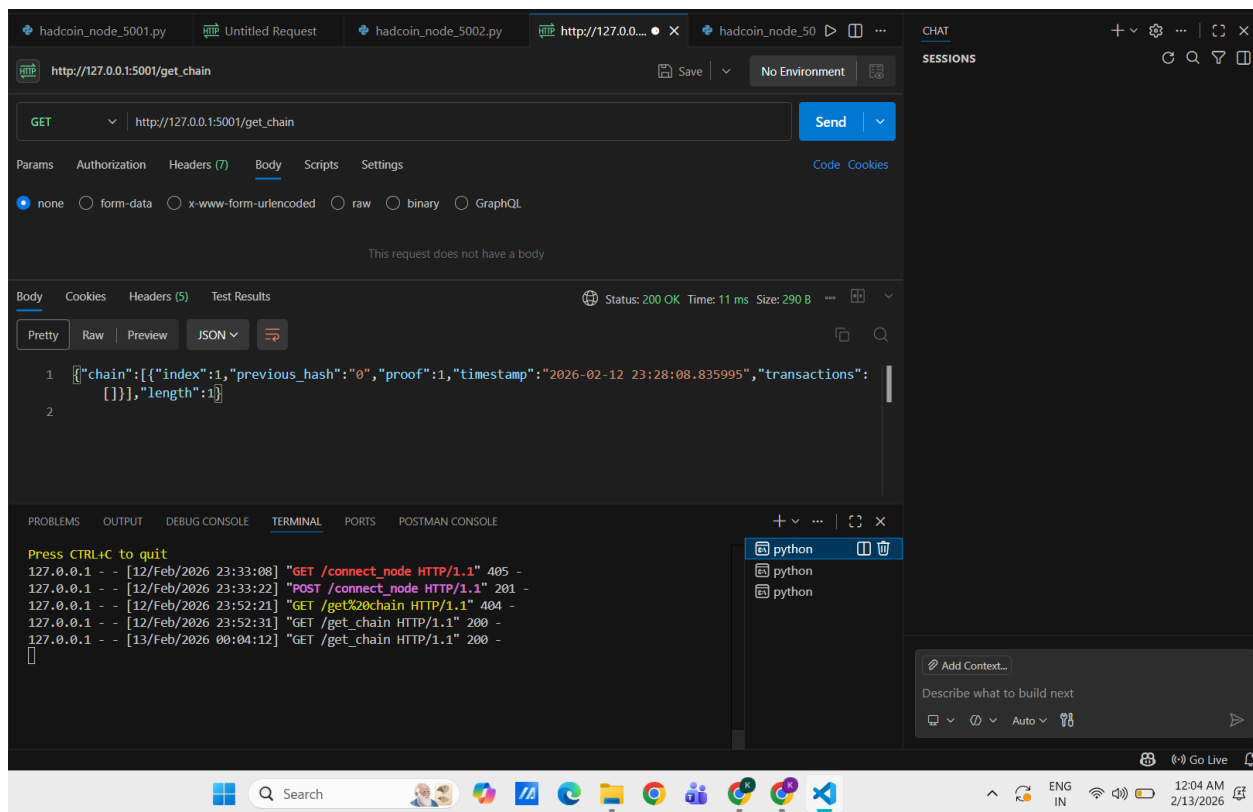 hadcoin_node_5001.py
HTTP Untitled Request
hadcoin_node_5002.py
HTTP http://127.0.0....
hadcoin_node_50
CHAT
HTTP http://127.0.0.1:5001/get_chain
Save
No Environment
SESSIONS
GET
http://127.0.0.1:5001/get_chain
Send
Params Authorization Headers (7) Body Scripts Settings
Code Cookies
none form-data x-www-form-urlencoded raw binary GraphQL
This request does not have a body
Body Cookies Headers (5) Test Results
Status: 200 OK Time: 11 ms Size: 290 B
Pretty Raw Preview JSON
1 {"chain":[{"index":1,"previous_hash":"0","proof":1,"timestamp":"2026-02-12 23:28:08.835995","transactions":
[]}],"length":1}
2
PROBLEMS OUTPUT DEBUG CONSOLE TERMINAL PORTS POSTMAN CONSOLE
Press CTRL+C to quit
127.0.0.1 - - [12/Feb/2026 23:33:08] "GET /connect_node HTTP/1.1" 405 -
127.0.0.1 - - [12/Feb/2026 23:33:22] "POST /connect_node HTTP/1.1" 201 -
127.0.0.1 - - [12/Feb/2026 23:52:21] "GET /get%20chain HTTP/1.1" 404 -
127.0.0.1 - - [12/Feb/2026 23:52:31] "GET /get_chain HTTP/1.1" 200 -
127.0.0.1 - - [13/Feb/2026 00:04:12] "GET /get_chain HTTP/1.1" 200 -
python
python
python
Add Context...
Describe what to build next
Auto
Go Live
Search
K
K
ENG
IN
12:04 AM
2/13/2026